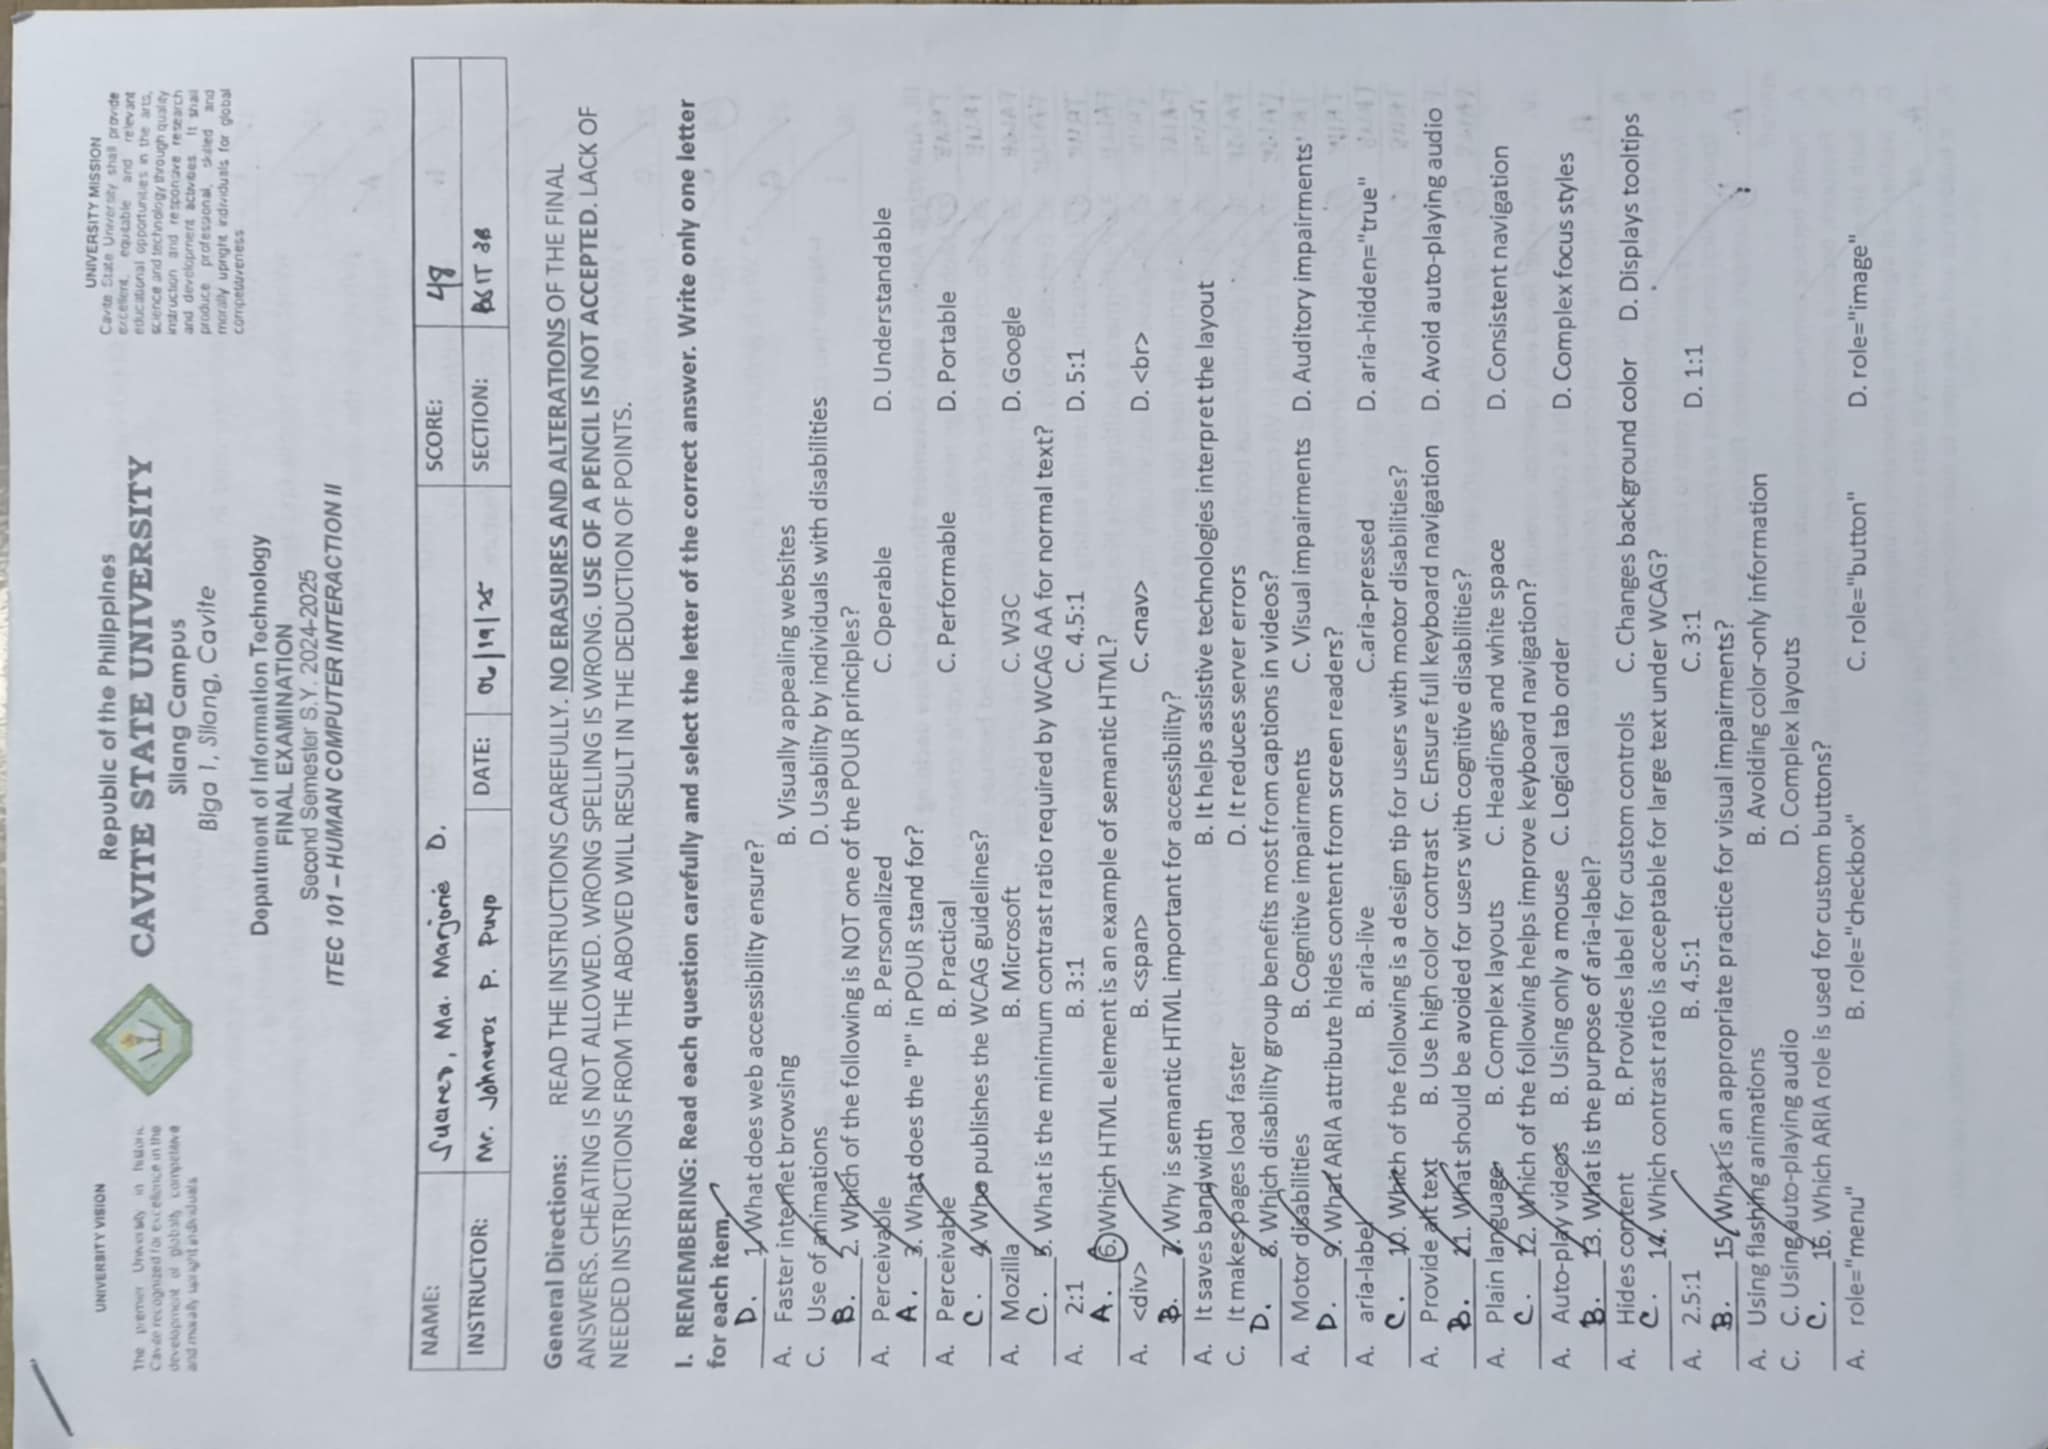 UNIVERSITY VISION
The premier University in historic
Cavite recognized for excellence in the
development of globally competitive
and morally upright individuals
Republic of the Philippines
CAVITE STATE UNIVERSITY
Silang Campus
Biga 1, Silang, Cavite
UNIVERSITY MISSION
Cavite State University shall provide
excellent, equitable and relevant
educational opportunities in the arts,
science and technology through quality
instruction and responsive research
and development activities. It shall
produce professional, skilled and
morally upright individuals for global
competitiveness
Department of Information Technology
FINAL EXAMINATION
Second Semester S.Y. 2024-2025
ITEC 101 – HUMAN COMPUTER INTERACTION II
NAME: Suarez, Ma. Marjorie D. SCORE: 48
INSTRUCTOR: Mr. Johneros P. Puyo DATE: 06/19/25 SECTION: BSIT 3B
General Directions: READ THE INSTRUCTIONS CAREFULLY. NO ERASURES AND ALTERATIONS OF THE FINAL
ANSWERS. CHEATING IS NOT ALLOWED. WRONG SPELLING IS WRONG. USE OF A PENCIL IS NOT ACCEPTED. LACK OF
NEEDED INSTRUCTIONS FROM THE ABOVED WILL RESULT IN THE DEDUCTION OF POINTS.
I. REMEMBERING: Read each question carefully and select the letter of the correct answer. Write only one letter
for each item.
D. 1. What does web accessibility ensure?
A. Faster internet browsing B. Visually appealing websites
C. Use of animations D. Usability by individuals with disabilities
B. 2. Which of the following is NOT one of the POUR principles?
A. Perceivable B. Personalized C. Operable D. Understandable
A. 3. What does the "P" in POUR stand for?
A. Perceivable B. Practical C. Performable D. Portable
C. 4. Who publishes the WCAG guidelines?
A. Mozilla B. Microsoft C. W3C D. Google
C. 5. What is the minimum contrast ratio required by WCAG AA for normal text?
A. 2:1 B. 3:1 C. 4.5:1 D. 5:1
A. 6. Which HTML element is an example of semantic HTML?
A. <div> B. <span> C. <nav> D. <br>
B. 7. Why is semantic HTML important for accessibility?
A. It saves bandwidth B. It helps assistive technologies interpret the layout
C. It makes pages load faster D. It reduces server errors
D. 8. Which disability group benefits most from captions in videos?
A. Motor disabilities B. Cognitive impairments C. Visual impairments D. Auditory impairments
D. 9. What ARIA attribute hides content from screen readers?
A. aria-label B. aria-live C.aria-pressed D. aria-hidden="true"
C. 10. Which of the following is a design tip for users with motor disabilities?
A. Provide alt text B. Use high color contrast C. Ensure full keyboard navigation D. Avoid auto-playing audio
B. 11. What should be avoided for users with cognitive disabilities?
A. Plain language B. Complex layouts C. Headings and white space D. Consistent navigation
C. 12. Which of the following helps improve keyboard navigation?
A. Auto-play videos B. Using only a mouse C. Logical tab order D. Complex focus styles
B. 13. What is the purpose of aria-label?
A. Hides content B. Provides label for custom controls C. Changes background color D. Displays tooltips
C. 14. Which contrast ratio is acceptable for large text under WCAG?
A. 2.5:1 B. 4.5:1 C. 3:1 D. 1:1
B. 15. What is an appropriate practice for visual impairments?
A. Using flashing animations B. Avoiding color-only information
C. C. Using auto-playing audio D. Complex layouts
C. 16. Which ARIA role is used for custom buttons?
A. role="menu" B. role="checkbox" C. role="button" D. role="image"